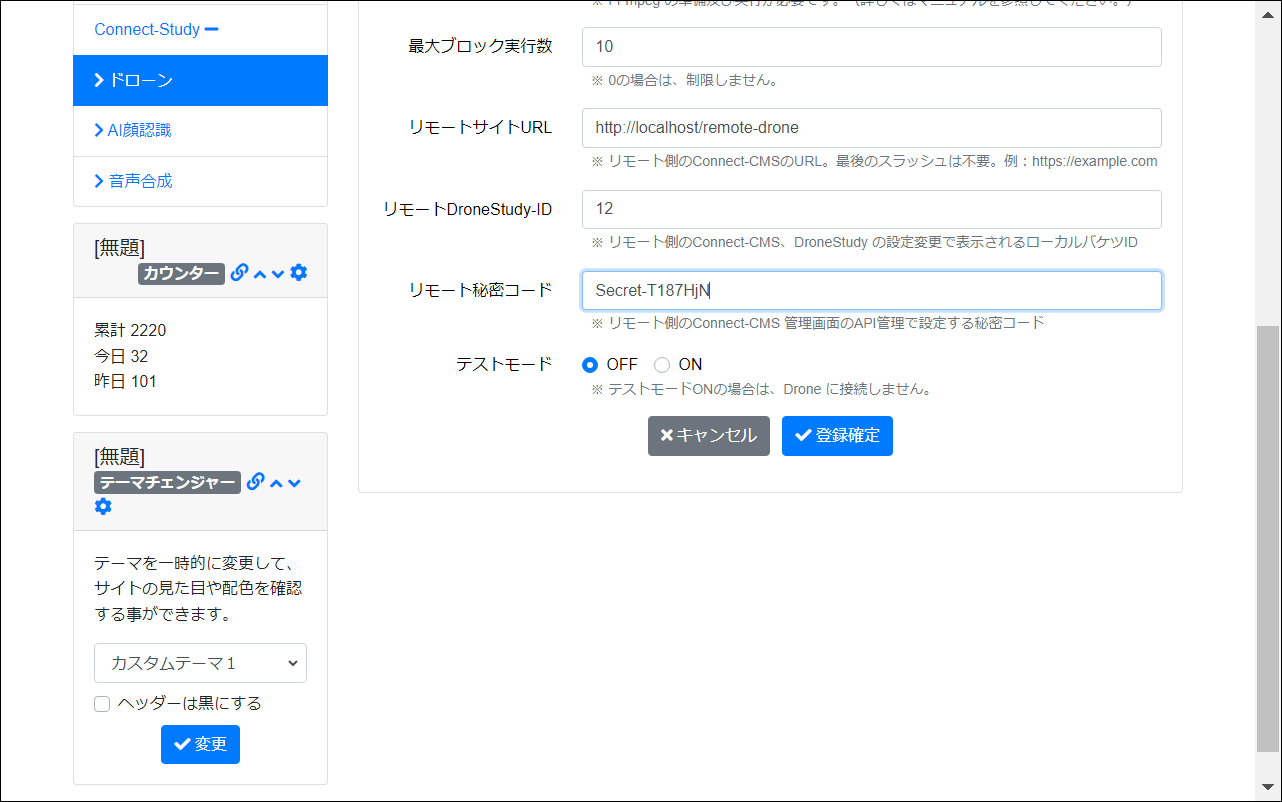 Connect-Study
ドローン
AI顔認識
音声合成
[無題]
カウンター
累計 2220
今日 32
昨日 101
[無題]
テーマチェンジャー
テーマを一時的に変更して、
サイトの見た目や配色を確認
する事ができます。
カスタムテーマ1
ヘッダーは黒にする
変更
最大ブロック実行数
10
※ 0の場合は、制限しません。
リモートサイトURL
http://localhost/remote-drone
※ リモート側のConnect-CMSのURL。最後のスラッシュは不要。例：https://example.com
リモートDroneStudy-ID
12
※ リモート側のConnect-CMS、DroneStudy の設定変更で表示されるローカルバケツID
リモート秘密コード
Secret-T187HjN
※ リモート側のConnect-CMS 管理画面のAPI管理で設定する秘密コード
テストモード
OFF ON
※ テストモードONの場合は、Drone に接続しません。
キャンセル 登録確定